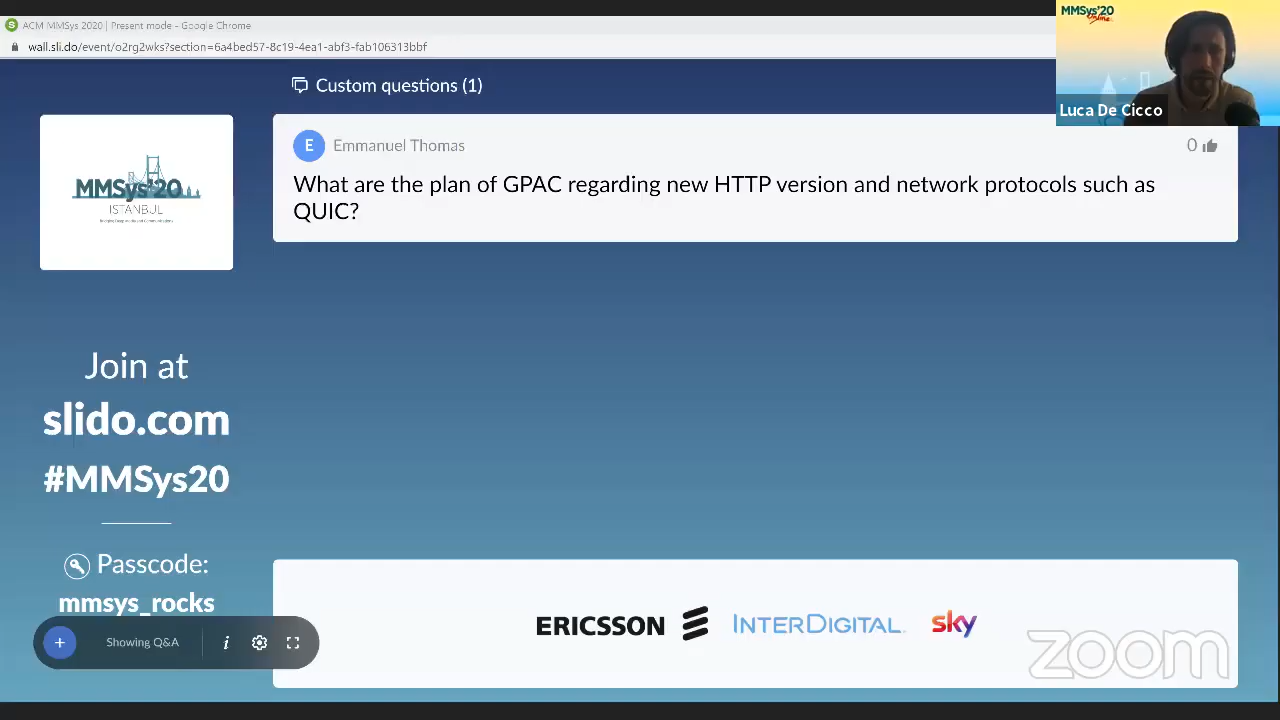 ACM MMSys 2020 | Present mode - Google Chrome
wall.sli.do/event/o2rg2wks?section=6a4bed57-8c19-4ea1-abf3-fab106313bbf
MMSys'20
Online
Luca De Cicco
Custom questions (1)
E Emmanuel Thomas 0
What are the plan of GPAC regarding new HTTP version and network protocols such as
QUIC?
MMSys'20
ISTANBUL
Join at
slido.com
#MMSys20
Passcode:
mmsys_rocks
+ Showing Q&A i
ERICSSON INTERDIGITAL sky
zoom